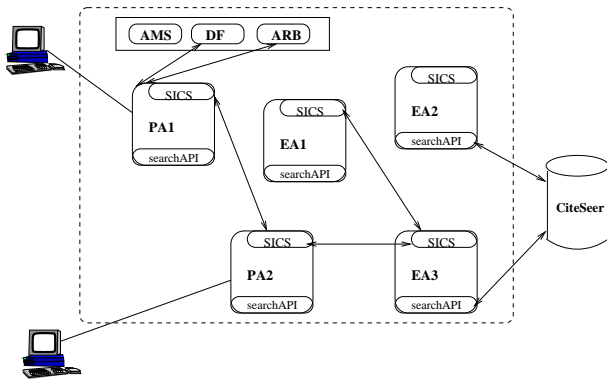 AMS DF ARB
SICS
PA1
searchAPI
SICS
EA1
searchAPI
SICS
EA2
searchAPI
CiteSeer
SICS
PA2
searchAPI
SICS
EA3
searchAPI